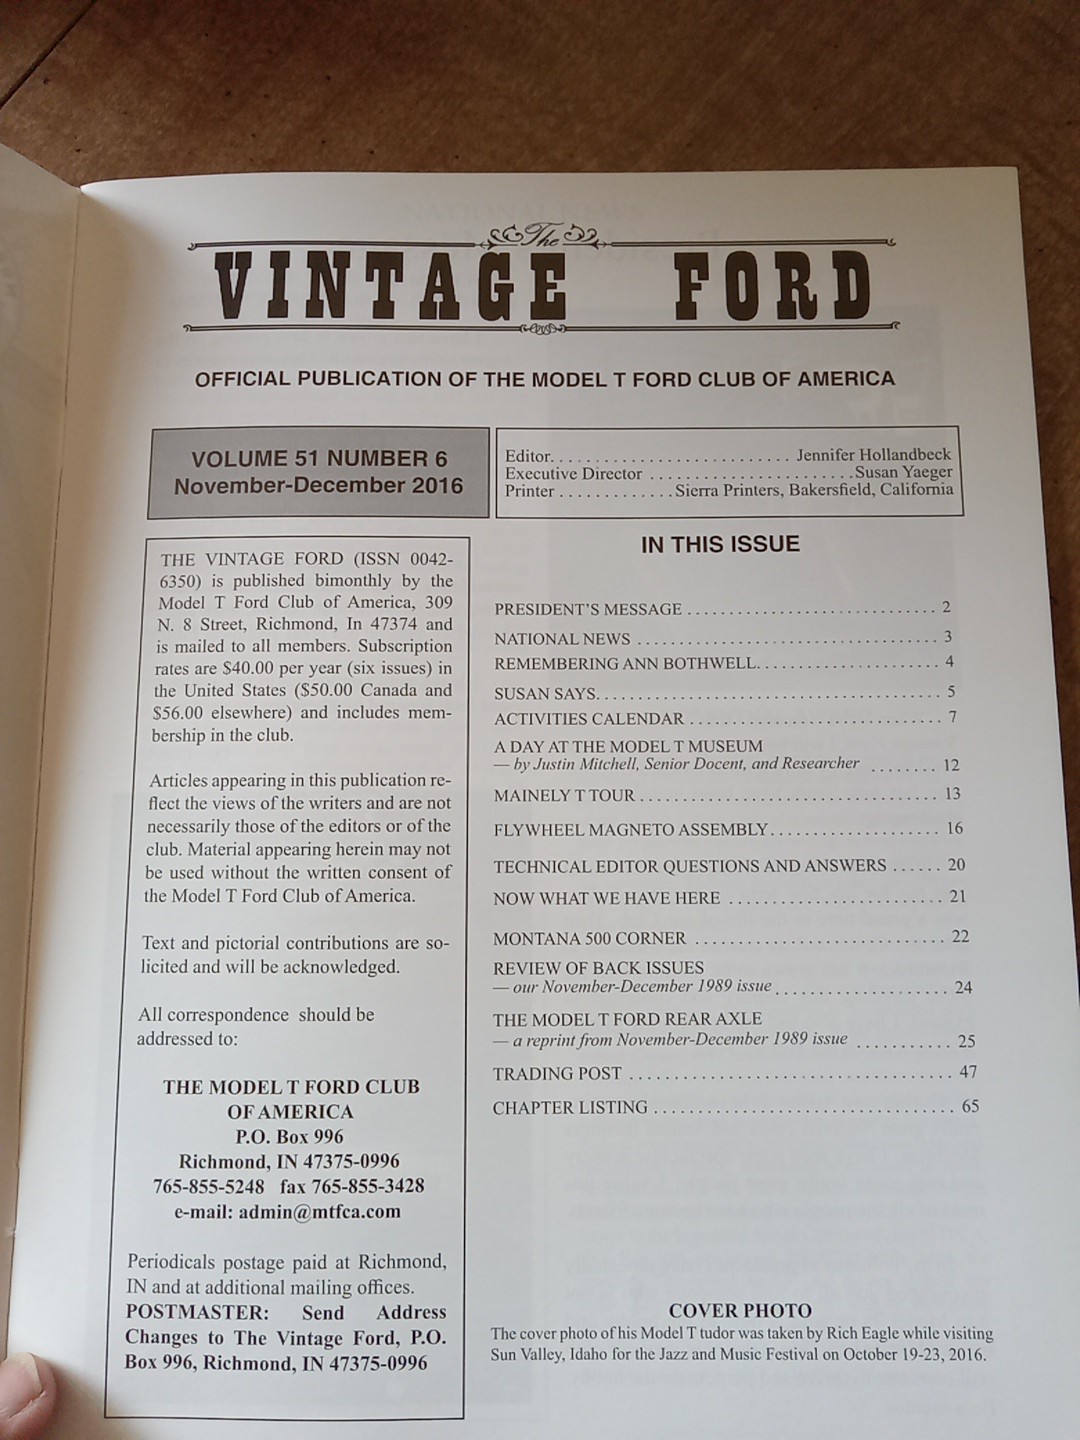 The
VINTAGE FORD
OFFICIAL PUBLICATION OF THE MODEL T FORD CLUB OF AMERICA
VOLUME 51 NUMBER 6
November-December 2016
Editor. . . . . . . . . . . . . . . . . . . . . . . . . . . . Jennifer Hollandbeck
Executive Director . . . . . . . . . . . . . . . . . . . . . . . .Susan Yaeger
Printer . . . . . . . . . . . . .Sierra Printers, Bakersfield, California
THE VINTAGE FORD (ISSN 0042-
6350) is published bimonthly by the
Model T Ford Club of America, 309
N. 8 Street, Richmond, In 47374 and
is mailed to all members. Subscription
rates are $40.00 per year (six issues) in
the United States ($50.00 Canada and
$56.00 elsewhere) and includes mem-
bership in the club.
Articles appearing in this publication re-
flect the views of the writers and are not
necessarily those of the editors or of the
club. Material appearing herein may not
be used without the written consent of
the Model T Ford Club of America.
Text and pictorial contributions are so-
licited and will be acknowledged.
All correspondence should be
addressed to:
THE MODEL T FORD CLUB
OF AMERICA
P.O. Box 996
Richmond, IN 47375-0996
765-855-5248 fax 765-855-3428
e-mail: admin@mtfca.com
Periodicals postage paid at Richmond,
IN and at additional mailing offices.
POSTMASTER: Send Address
Changes to The Vintage Ford, P.O.
Box 996, Richmond, IN 47375-0996
IN THIS ISSUE
PRESIDENT'S MESSAGE . . . . . . . . . . . . . . . . . . . . . . . . . . . . . 2
NATIONAL NEWS . . . . . . . . . . . . . . . . . . . . . . . . . . . . . . . . . . . 3
REMEMBERING ANN BOTHWELL. . . . . . . . . . . . . . . . . . . . . . 4
SUSAN SAYS. . . . . . . . . . . . . . . . . . . . . . . . . . . . . . . . . . . . . . . . 5
ACTIVITIES CALENDAR . . . . . . . . . . . . . . . . . . . . . . . . . . . . . 7
A DAY AT THE MODEL T MUSEUM
— by Justin Mitchell, Senior Docent, and Researcher . . . . . . . . 12
MAINELY T TOUR . . . . . . . . . . . . . . . . . . . . . . . . . . . . . . . . . . . 13
FLYWHEEL MAGNETO ASSEMBLY. . . . . . . . . . . . . . . . . . . . 16
TECHNICAL EDITOR QUESTIONS AND ANSWERS . . . . . . 20
NOW WHAT WE HAVE HERE . . . . . . . . . . . . . . . . . . . . . . . . . 21
MONTANA 500 CORNER . . . . . . . . . . . . . . . . . . . . . . . . . . . . . 22
REVIEW OF BACK ISSUES
— our November-December 1989 issue . . . . . . . . . . . . . . . . . . . . 24
THE MODEL T FORD REAR AXLE
— a reprint from November-December 1989 issue . . . . . . . . . . . 25
TRADING POST . . . . . . . . . . . . . . . . . . . . . . . . . . . . . . . . . . . . . . 47
CHAPTER LISTING . . . . . . . . . . . . . . . . . . . . . . . . . . . . . . . . . . . 65
COVER PHOTO
The cover photo of his Model T tudor was taken by Rich Eagle while visiting
Sun Valley, Idaho for the Jazz and Music Festival on October 19-23, 2016.